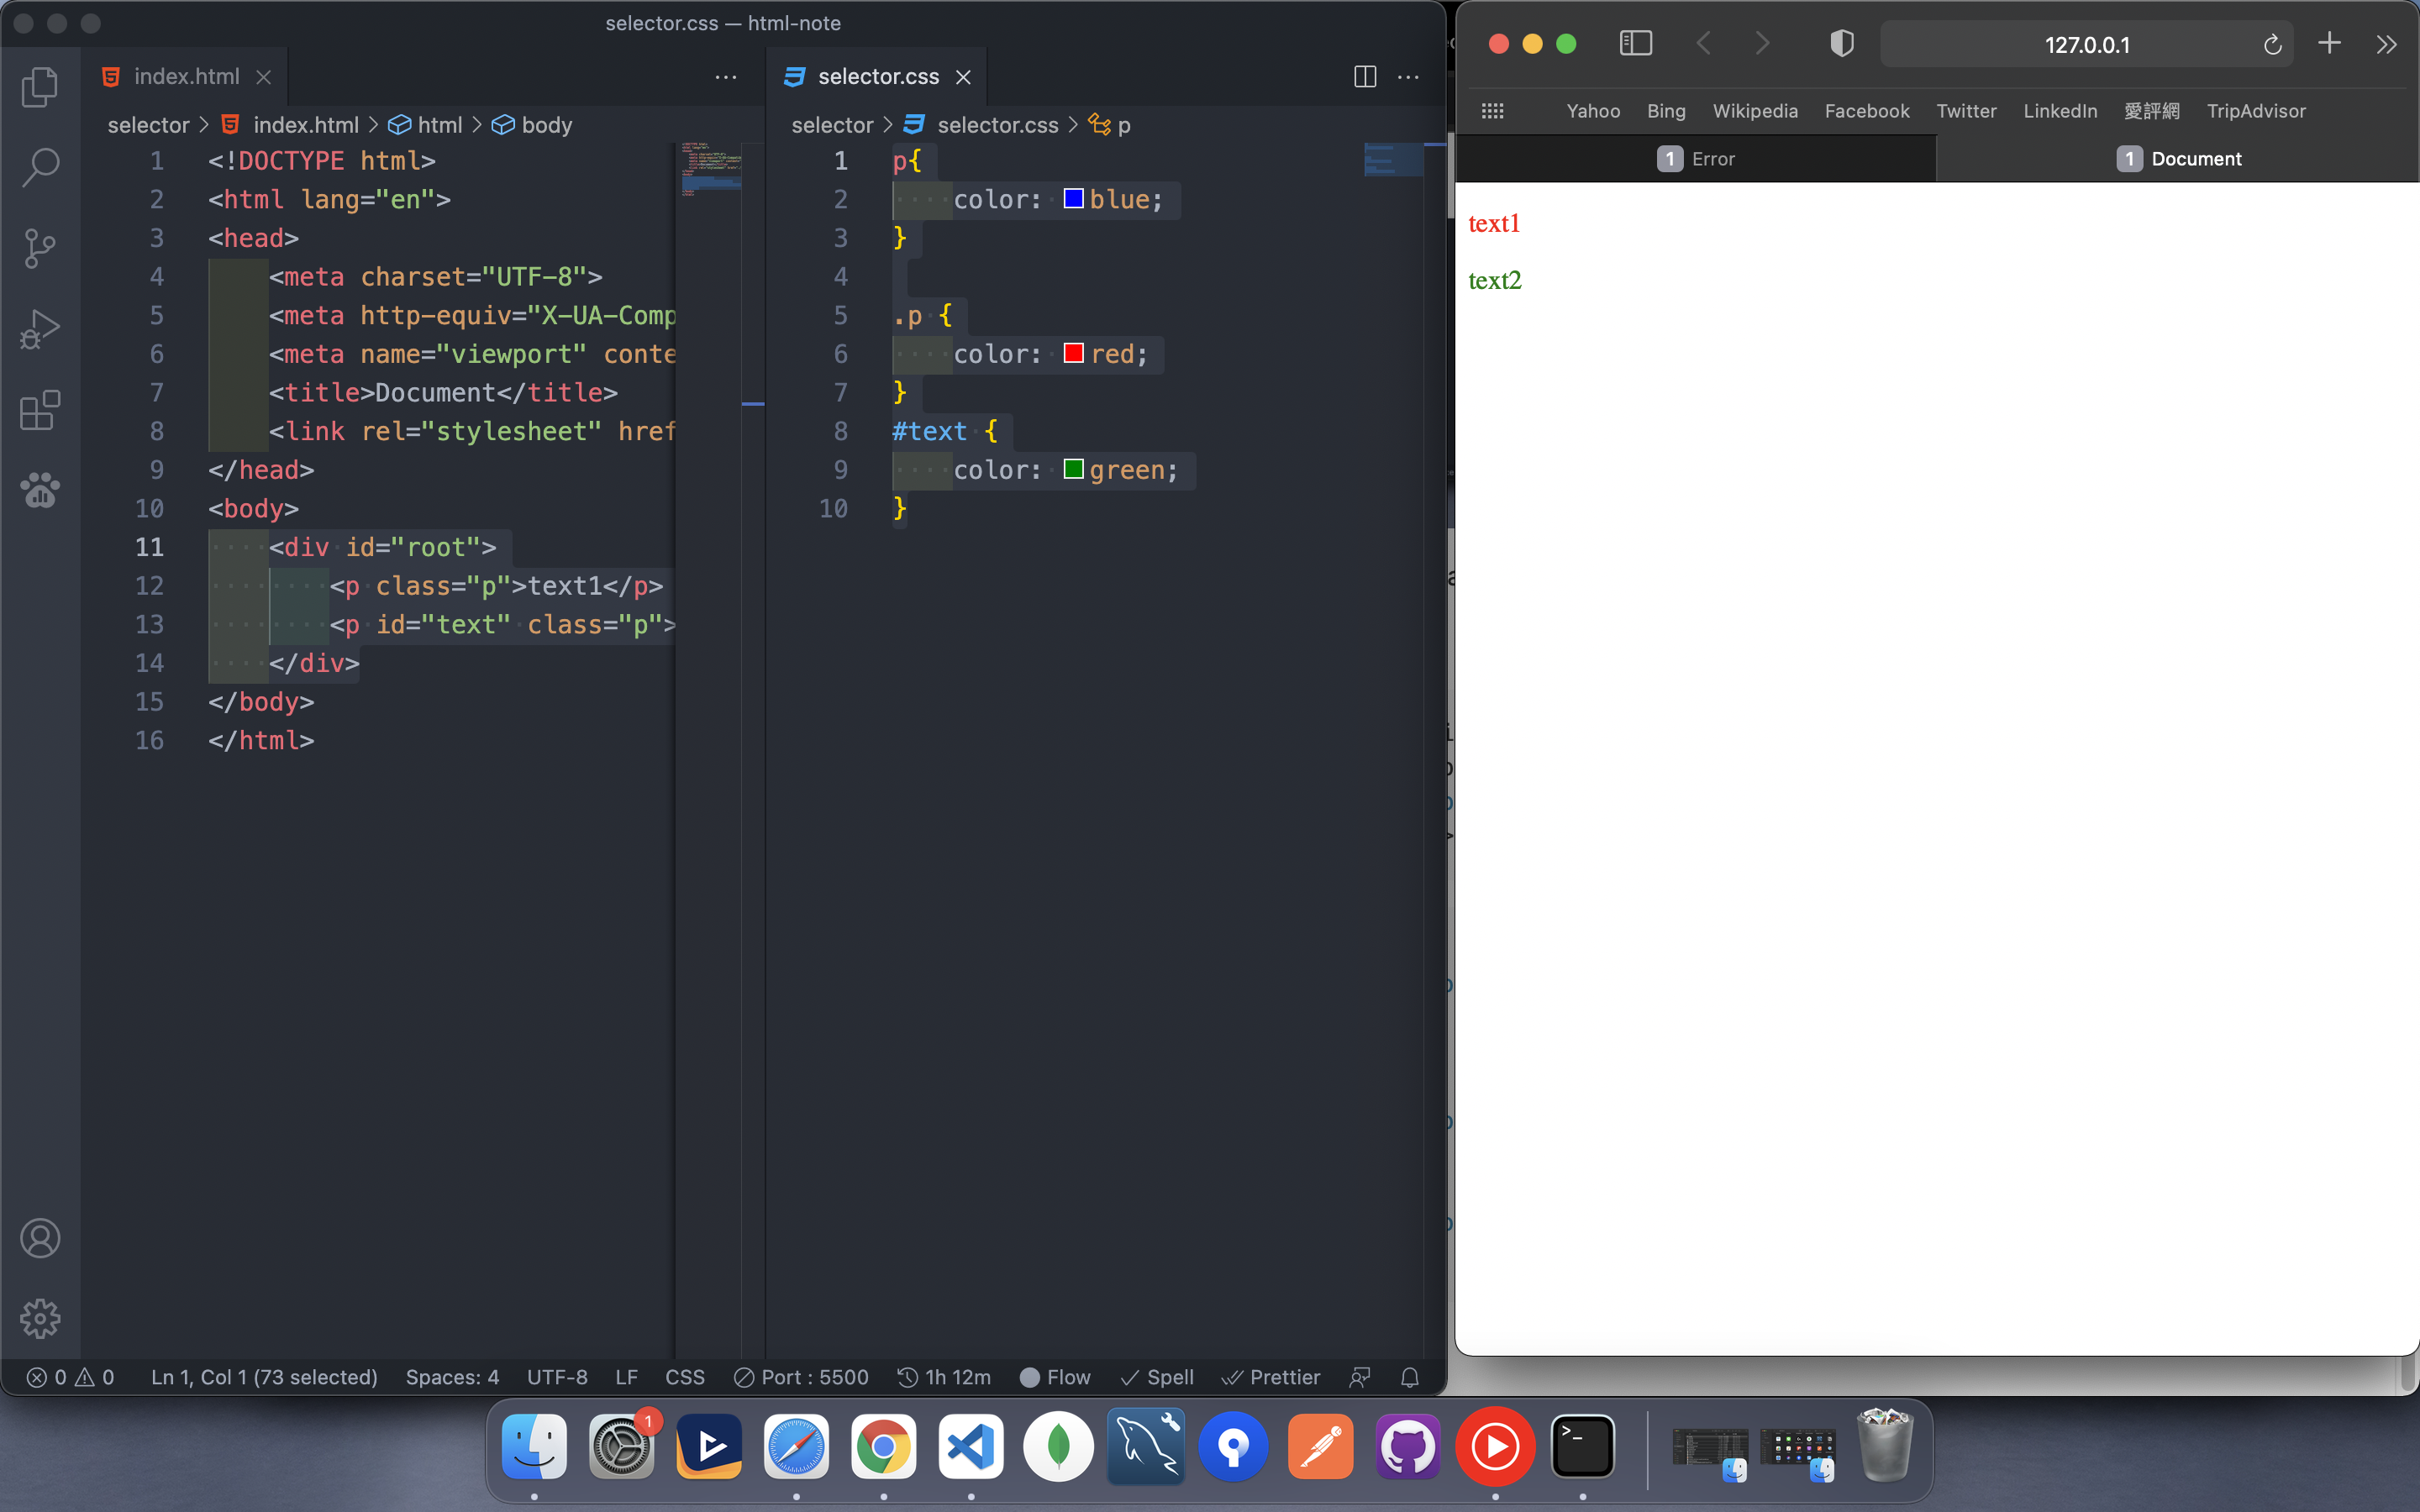 selector.css — html-note
index.html
selector > index.html > html > body
1 <!DOCTYPE html>
2 <html lang="en">
3 <head>
4 <meta charset="UTF-8">
5 <meta http-equiv="X-UA-Comp
6 <meta name="viewport" conte
7 <title>Document</title>
8 <link rel="stylesheet" href
9 </head>
10 <body>
11 <div id="root">
12 <p class="p">text1</p>
13 <p id="text" class="p">
14 </div>
15 </body>
16 </html>
selector.css
selector > selector.css > p
1 p{
2 color: blue;
3 }
4
5 .p {
6 color: red;
7 }
8 #text {
9 color: green;
10 }
0 0 Ln 1, Col 1 (73 selected) Spaces: 4 UTF-8 LF CSS Port : 5500 1h 12m Flow Spell Prettier
127.0.0.1
Yahoo Bing Wikipedia Facebook Twitter LinkedIn 愛評網 TripAdvisor
1 Error
1 Document
text1
text2
1
>_